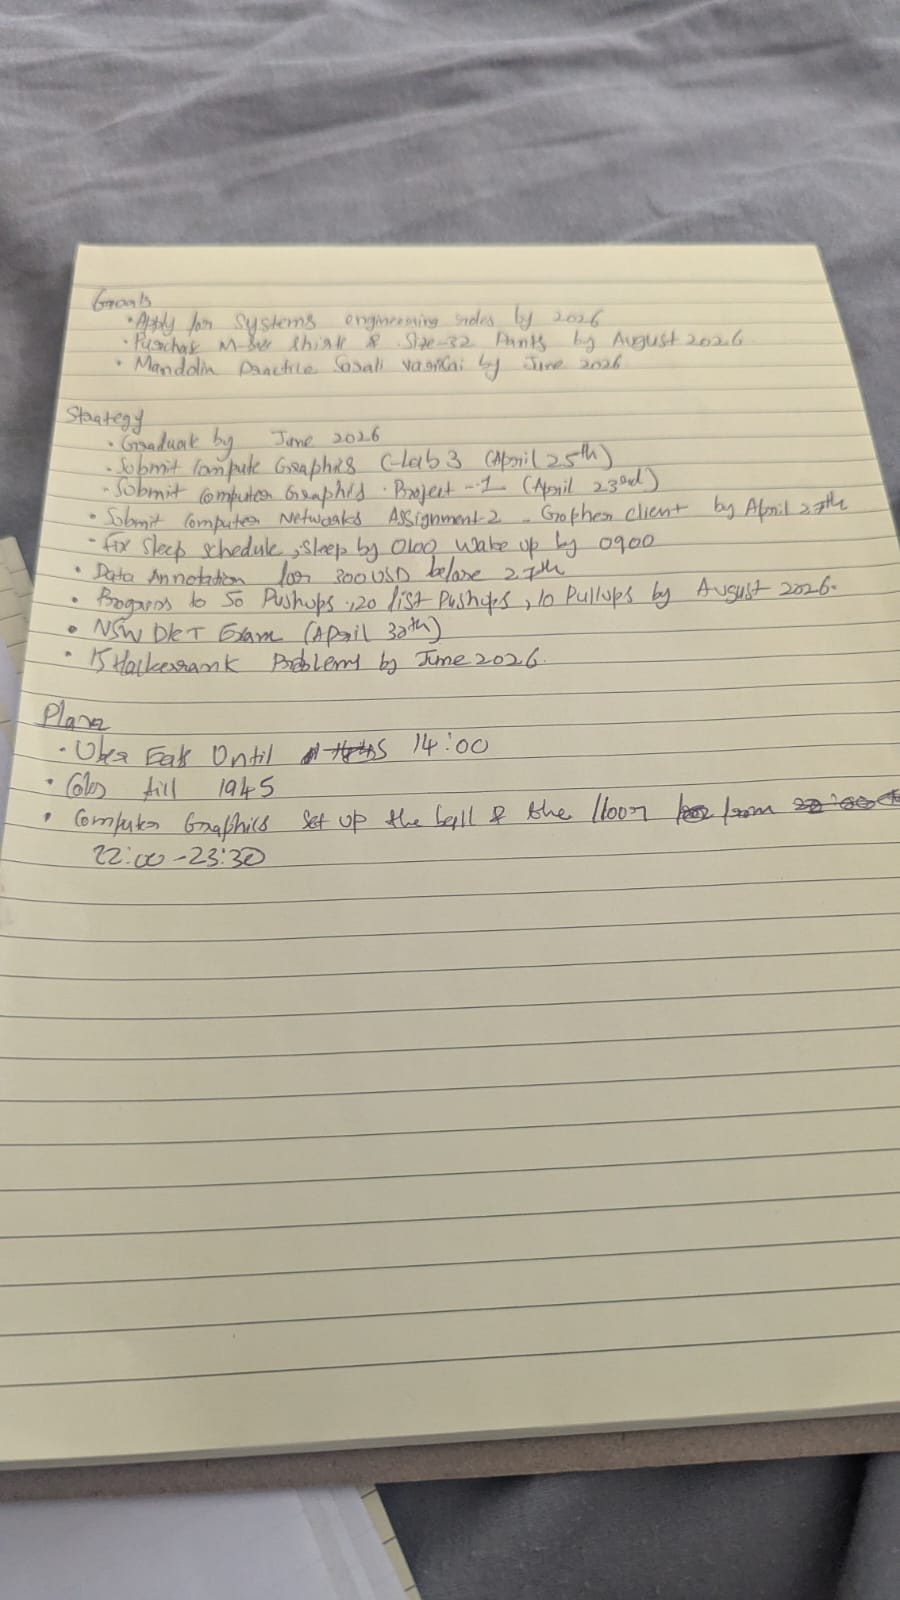 Goals
• Apply for Systems engineering roles by 2026
• Purchase M-size Shirt & Size-32 Pants by August 2026
• Mandolin Practice Sarali varisai by June 2026
Strategy
• Graduate by June 2026
• Submit Computer Graphics C-Lab 3 (April 25th)
- Submit Computer Graphics Project -1 (April 23rd)
• Submit Computer Networks Assignment-2 - Gopher client by April 27th
• Fix Sleep schedule, Sleep by 0100 Wake up by 0900
• Data Annotation for 300 USD before 27th
• Progress to 50 Pushups, 20 fist Pushups, 10 Pullups by August 2026.
• NSW DKT Exam (April 30th)
• 15 Hackerrank Problems by June 2026.
Plan
• Uber Eats Until 14:00
• Coles till 1945
• Computer Graphics Set up the ball & the floor from
22:00 - 23:30